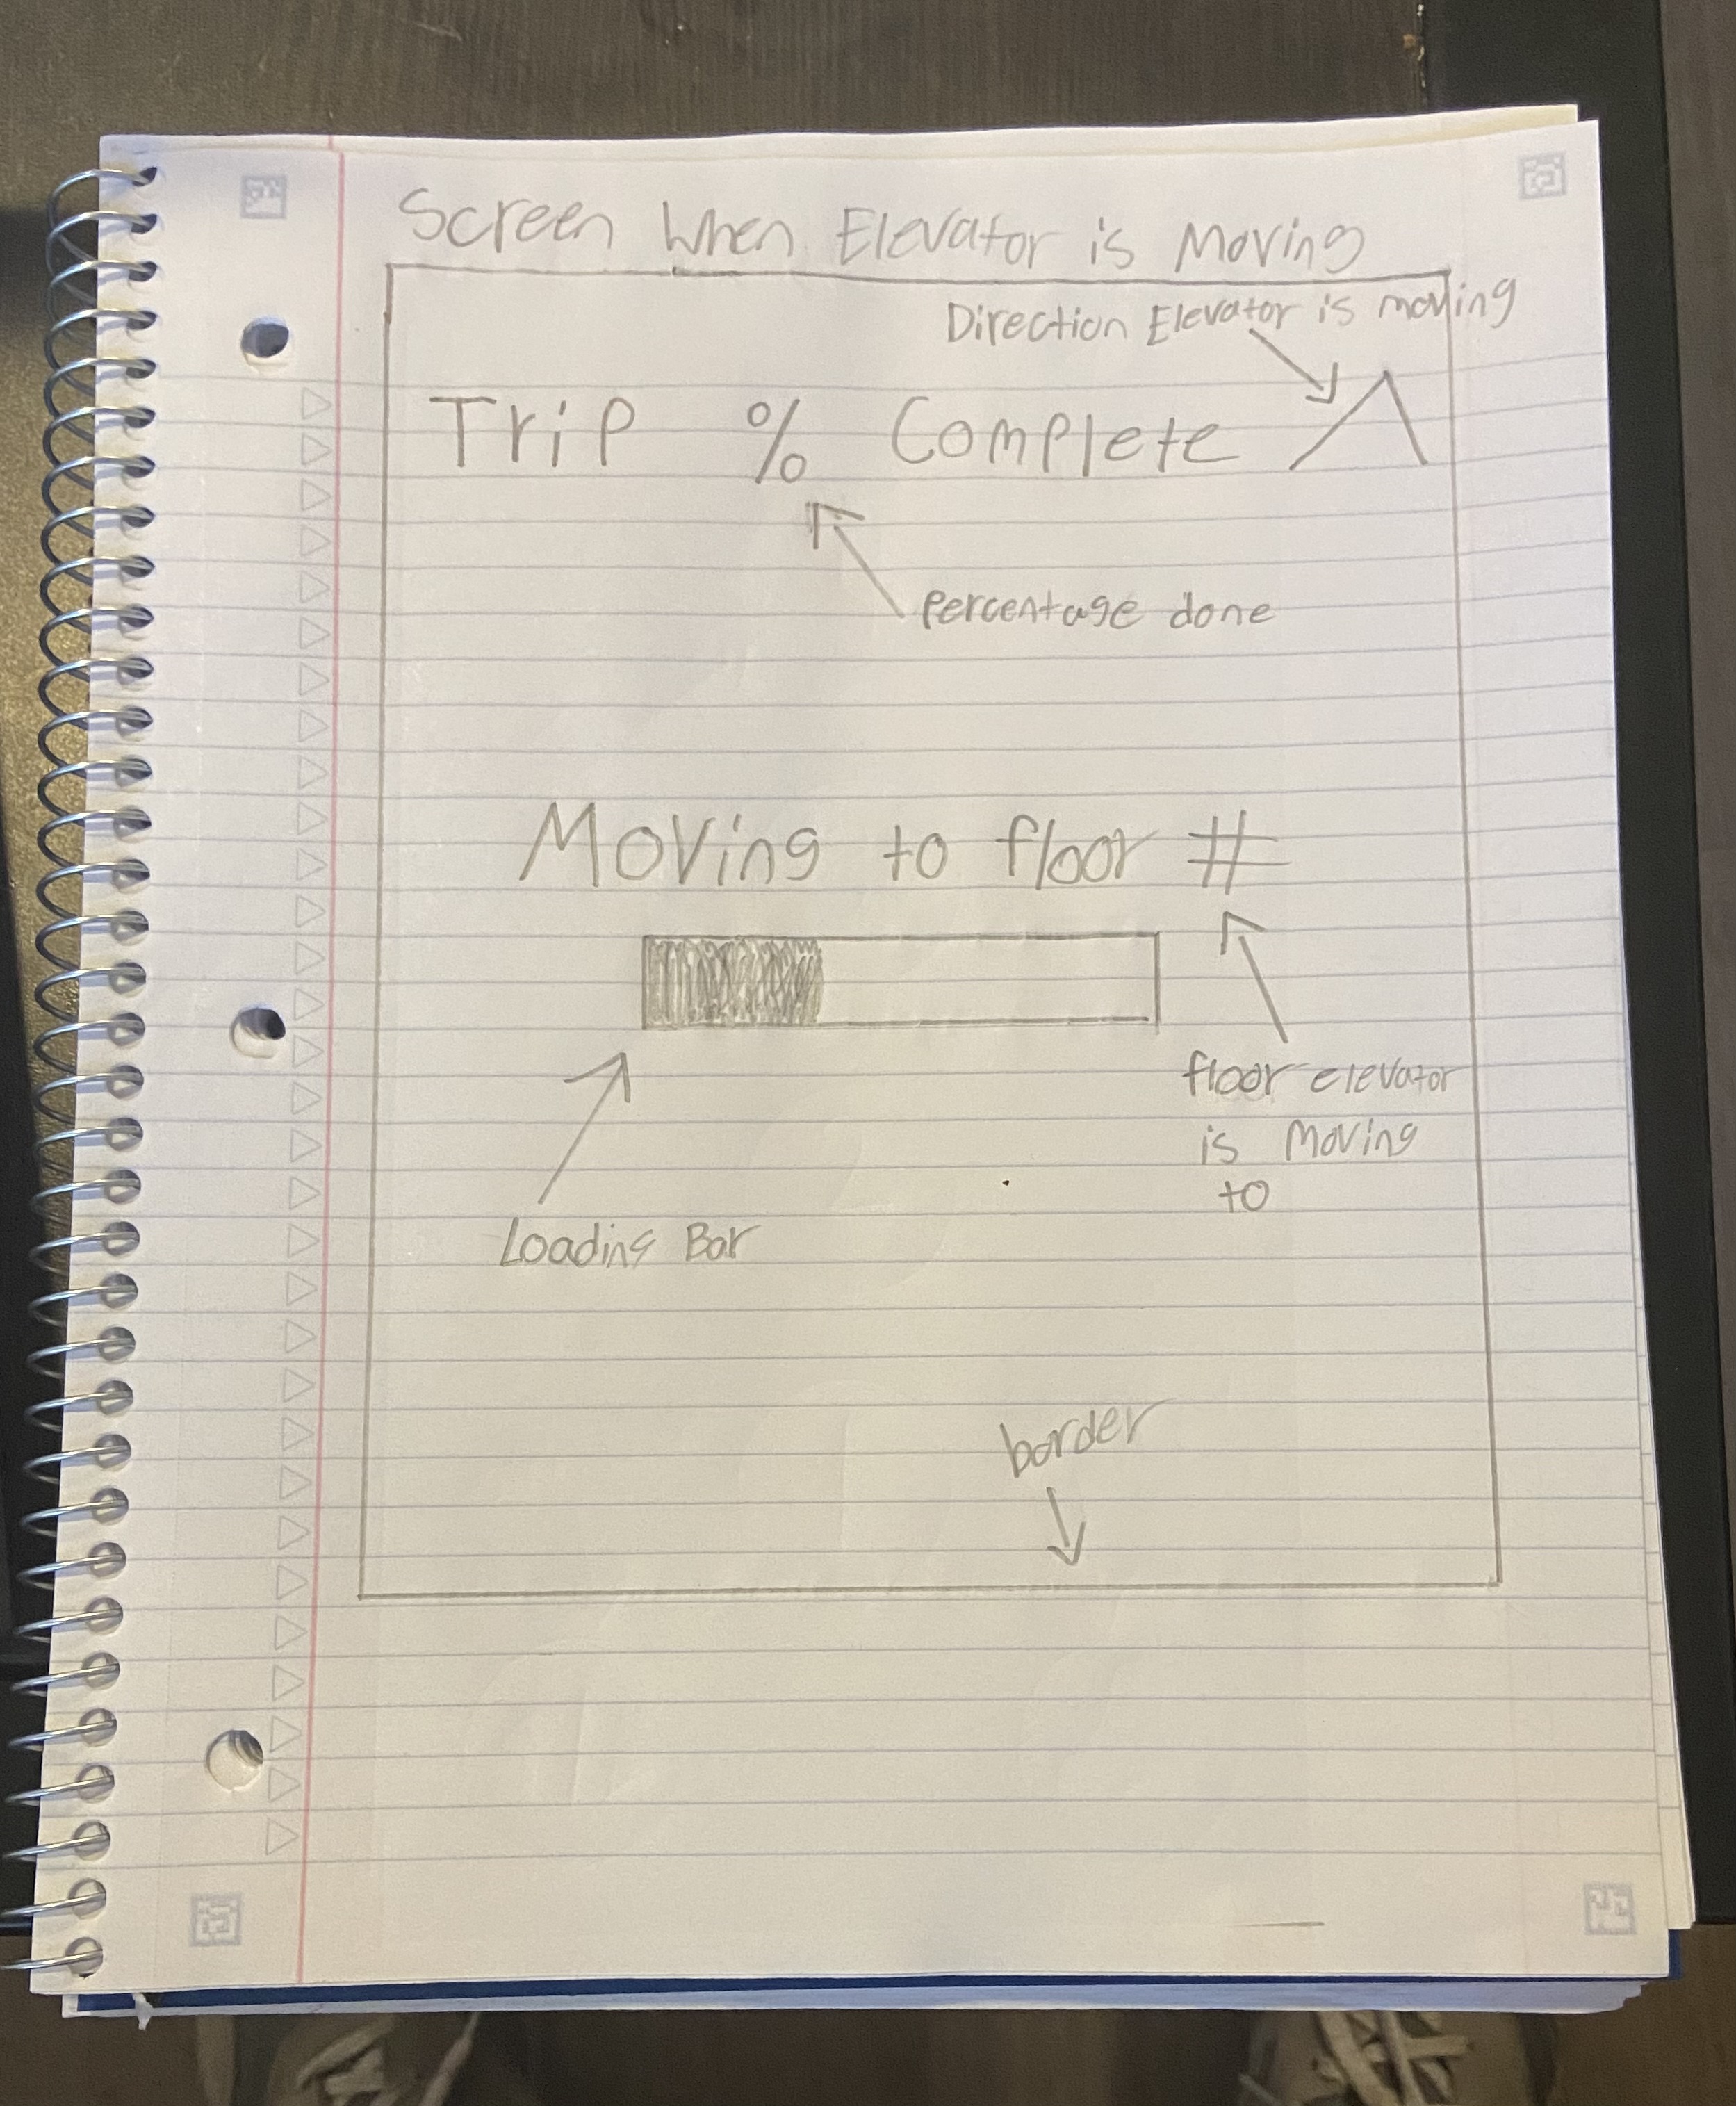 Screen When Elevator is Moving
Direction Elevator is moving
Trip % Complete
percentage done
Moving to floor #
floor elevator
is moving
to
Loading Bar
border